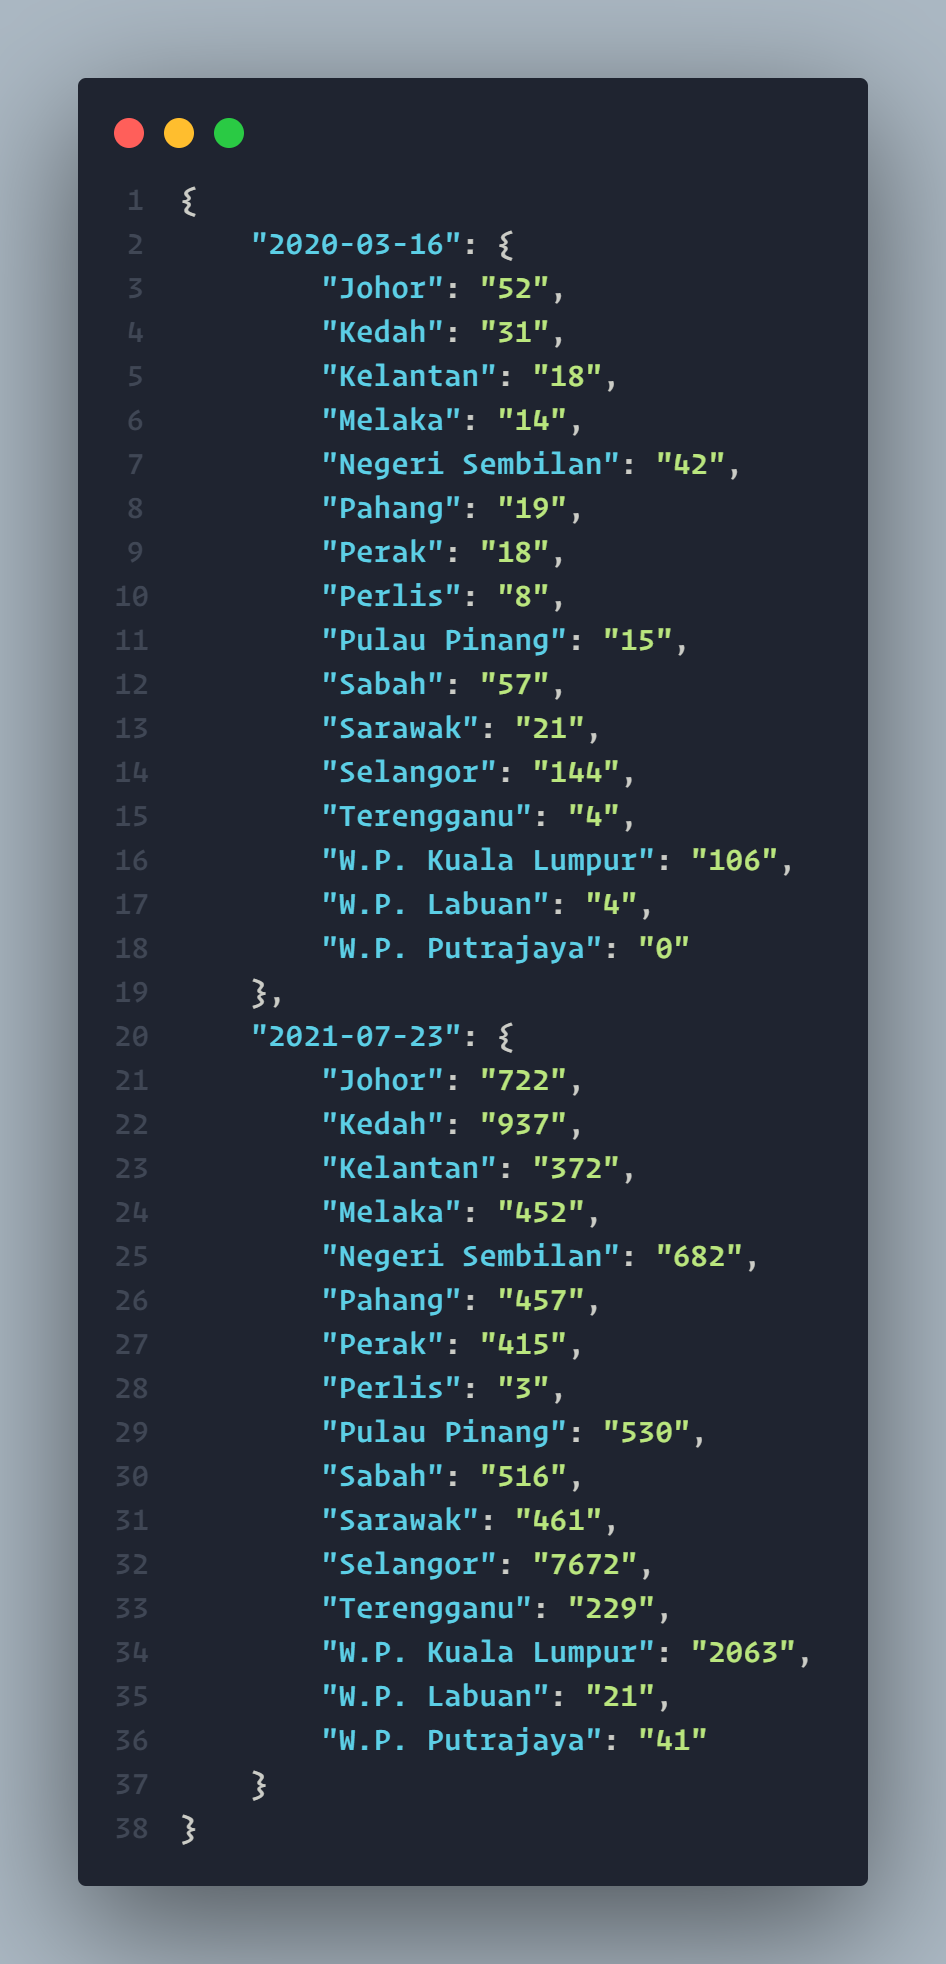 1 {
2 "2020-03-16": {
3 "Johor": "52",
4 "Kedah": "31",
5 "Kelantan": "18",
6 "Melaka": "14",
7 "Negeri Sembilan": "42",
8 "Pahang": "19",
9 "Perak": "18",
10 "Perlis": "8",
11 "Pulau Pinang": "15",
12 "Sabah": "57",
13 "Sarawak": "21",
14 "Selangor": "144",
15 "Terengganu": "4",
16 "W.P. Kuala Lumpur": "106",
17 "W.P. Labuan": "4",
18 "W.P. Putrajaya": "0"
19 },
20 "2021-07-23": {
21 "Johor": "722",
22 "Kedah": "937",
23 "Kelantan": "372",
24 "Melaka": "452",
25 "Negeri Sembilan": "682",
26 "Pahang": "457",
27 "Perak": "415",
28 "Perlis": "3",
29 "Pulau Pinang": "530",
30 "Sabah": "516",
31 "Sarawak": "461",
32 "Selangor": "7672",
33 "Terengganu": "229",
34 "W.P. Kuala Lumpur": "2063",
35 "W.P. Labuan": "21",
36 "W.P. Putrajaya": "41"
37 }
38 }